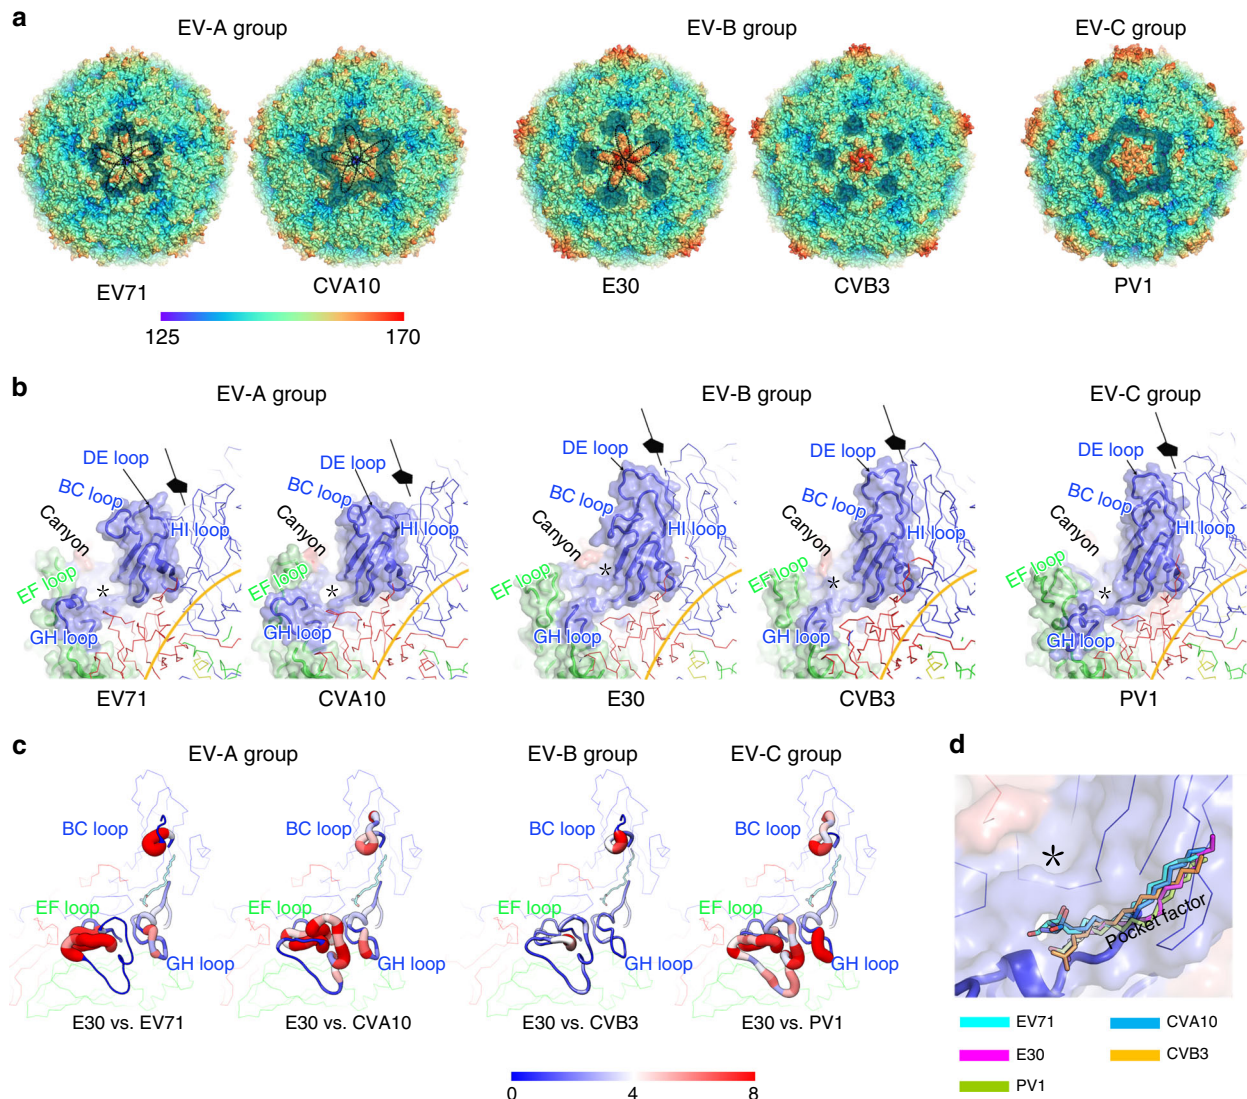 a
EV-A group
EV-B group
EV-C group
EV71
CVA10
E30
CVB3
PV1
125
170
b
EV-A group
EV-B group
EV-C group
DE loop
BC loop
HI loop
Canyon
*
EF loop
GH loop
EV71
DE loop
BC loop
HI loop
Canyon
*
EF loop
GH loop
CVA10
DE loop
BC loop
HI loop
Canyon
*
EF loop
GH loop
E30
DE loop
BC loop
HI loop
Canyon
*
EF loop
GH loop
CVB3
DE loop
BC loop
HI loop
Canyon
*
EF loop
GH loop
PV1
c
EV-A group
EV-B group
EV-C group
BC loop
EF loop
GH loop
E30 vs. EV71
BC loop
EF loop
GH loop
E30 vs. CVA10
BC loop
EF loop
GH loop
E30 vs. CVB3
BC loop
EF loop
GH loop
E30 vs. PV1
0
4
8
d
*
Pocket factor
EV71
CVA10
E30
CVB3
PV1